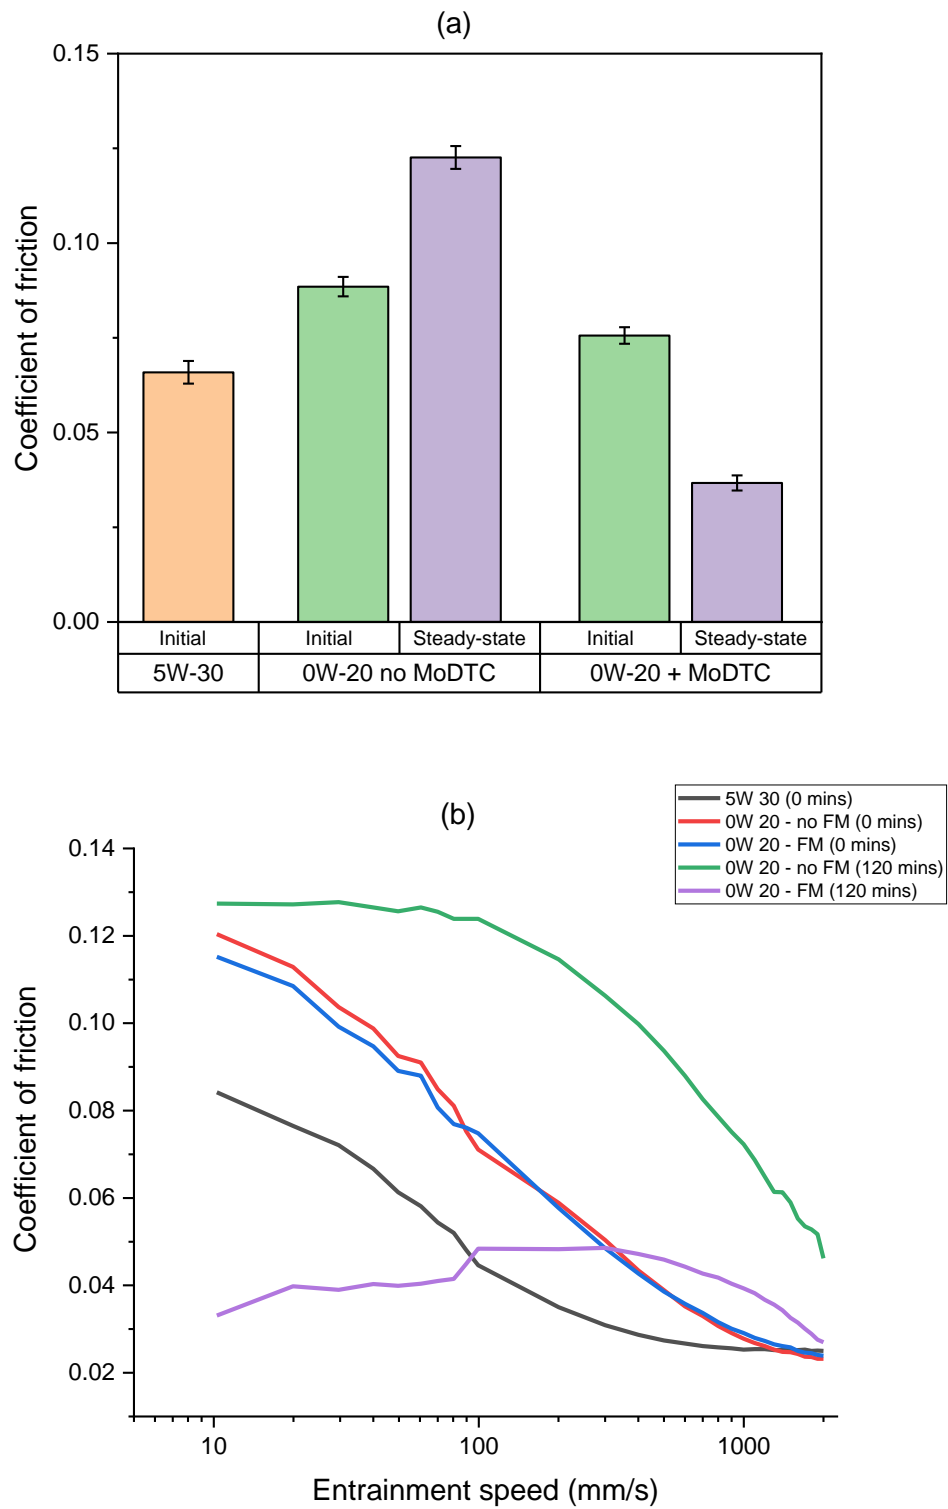 (a)
Coefficient of friction
0.15
0.10
0.05
0.00
Initial Initial Steady-state Initial Steady-state
5W-30 0W-20 no MoDTC 0W-20 + MoDTC
(b)
5W 30 (0 mins)
0W 20 - no FM (0 mins)
0W 20 - FM (0 mins)
0W 20 - no FM (120 mins)
0W 20 - FM (120 mins)
Coefficient of friction
0.14
0.12
0.10
0.08
0.06
0.04
0.02
10 100 1000
Entrainment speed (mm/s)